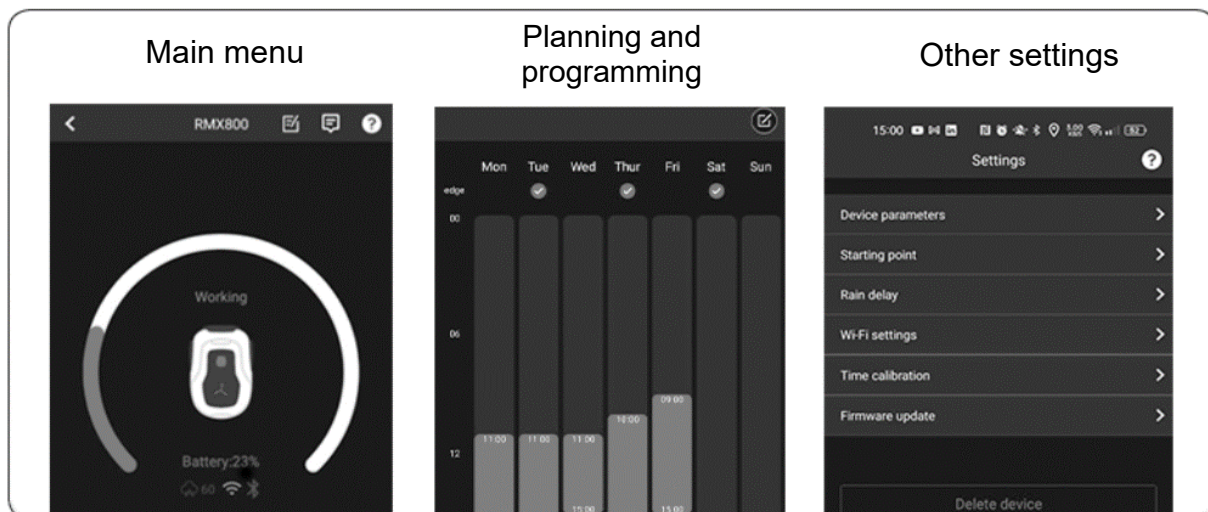 Main menu
Planning and
programming
Other settings
RMX800
Working
Battery:23%
60
Mon Tue Wed Thur Fri Sat Sun
edge
00
06
09:00
10:00
11:00 11:00 11:00
12
15:00 15:00
15:00
Settings
Device parameters
Starting point
Rain delay
Wi-Fi settings
Time calibration
Firmware update
Delete device